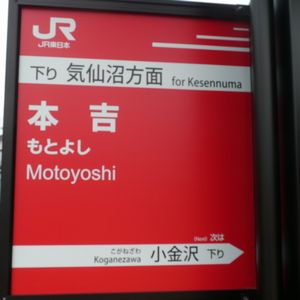 JR
JR東日本
下り 気仙沼方面 for Kesennuma
本吉
もとよし
Motoyoshi
(Next) 次は
こがねざわ
Koganezawa 小金沢 下り